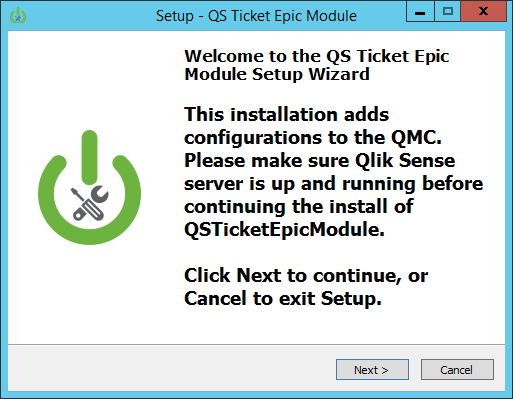 Setup - QS Ticket Epic Module
Welcome to the QS Ticket Epic
Module Setup Wizard
This installation adds
configurations to the QMC.
Please make sure Qlik Sense
server is up and running before
continuing the install of
QSTicketEpicModule.
Click Next to continue, or
Cancel to exit Setup.
Next >
Cancel